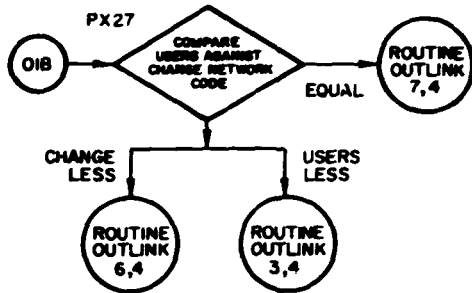 PX27
01B
COMPARE
USERS AGAINST
CHANGE NETWORK
CODE
EQUAL
ROUTINE
OUTLINK
7,4
CHANGE
LESS
USERS
LESS
ROUTINE
OUTLINK
6,4
ROUTINE
OUTLINK
3,4